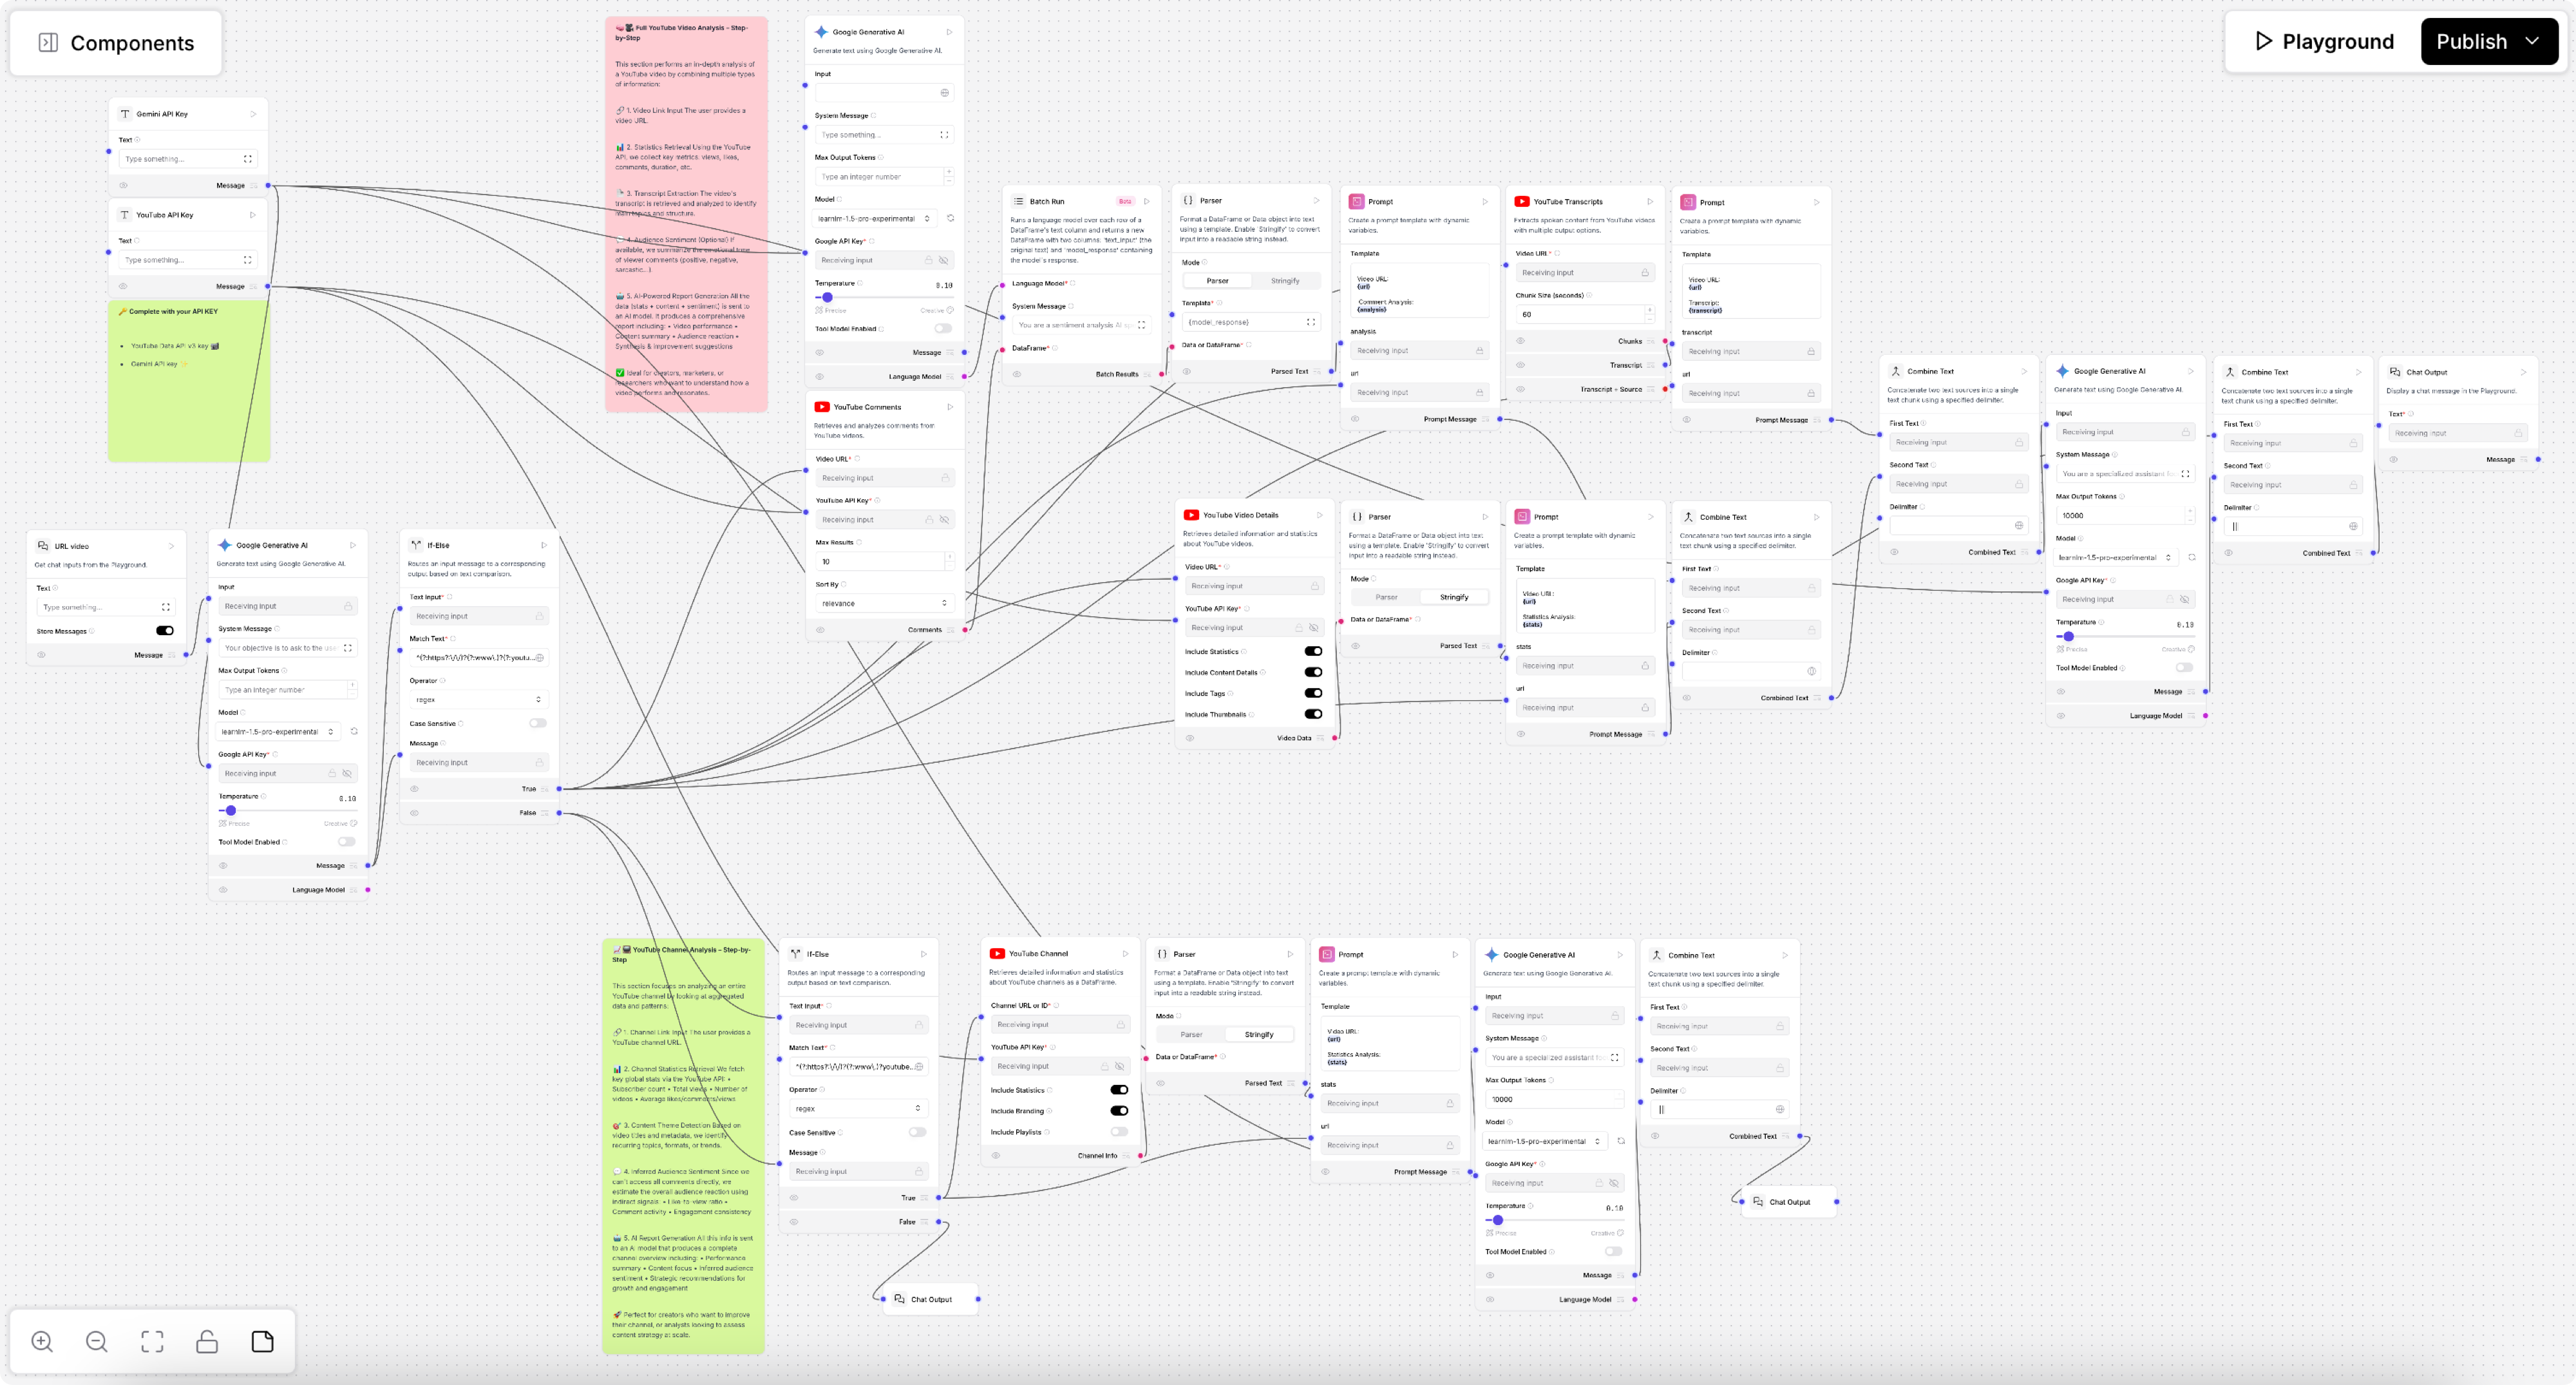 Components
Playground
Publish
Gemini API Key
Text
Type something...
Message
YouTube API Key
Text
Type something...
Message
🔑 Complete with your API KEY
• YouTube Data API v3 key
• Gemini API key ✨
URL video
Get chat inputs from the Playground.
Text
Type something...
Store Messages
Message
Google Generative AI
Generate text using Google Generative AI.
Input
Receiving input
System Message
Your objective is to ask to the use
Max Output Tokens
Type an integer number
Model
learnlm-1.5-pro-experimental
Google API Key*
Receiving input
Temperature
0.10
Precise
Creative
Tool Model Enabled
Message
Language Model
If-Else
Routes an input message to a corresponding
output based on text comparison.
Text Input*
Receiving input
Match Text*
Operator
regex
Case Sensitive
Message
Receiving input
True
False
Full YouTube Video Analysis – Step-
by-Step
This section performs an in-depth analysis of
a YouTube video by combining multiple types
of information:
🔗 1. Video Link Input The user provides a
video URL.
📊 2. Statistics Retrieval Using the YouTube
API, we collect key metrics: views, likes,
comments, duration, etc.
3. Transcript Extraction The video's
transcript is retrieved and analyzed to identify
main topics and structure.
4. Audience Sentiment (Optional) If
available, we summarize the emotional tone
of viewer comments (positive, negative,
sarcastic...).
🤖 5. AI-Powered Report Generation All the
data (stats + content + sentiment) is sent to
an AI model. It produces a comprehensive
report including: • Video performance •
Content summary • Audience reaction •
Synthesis & improvement suggestions
✅ Ideal for creators, marketers, or
researchers who want to understand how a
video performs and resonates.
Google Generative AI
Generate text using Google Generative AI.
Input
System Message
Type something...
Max Output Tokens
Type an integer number
Model
learnlm-1.5-pro-experimental
Google API Key*
Receiving input
Temperature
0.10
Precise
Creative
Tool Model Enabled
Message
Language Model
YouTube Comments
Retrieves and analyzes comments from
YouTube videos.
Video URL*
Receiving input
YouTube API Key*
Receiving input
Max Results
10
Sort By
relevance
Comments
Batch Run
Beta
Runs a language model over each row of a
DataFrame's text column and returns a new
DataFrame with two columns: 'text_input' (the
original text) and 'model_response' containing
the model's response.
Language Model*
System Message
You are a sentiment analysis AI sp
DataFrame*
Batch Results
Parser
Format a DataFrame or Data object into text
using a template. Enable 'Stringify' to convert
input into a readable string instead.
Mode
Parser
Stringify
Template*
{model_response}
Data or DataFrame*
Parsed Text
Prompt
Create a prompt template with dynamic
variables.
Template
Video URL:
{url}
Comment Analysis:
{analysis}
analysis
Receiving input
url
Receiving input
Prompt Message
YouTube Transcripts
Extracts spoken content from YouTube videos
with multiple output options.
Video URL*
Receiving input
Chunk Size (seconds)
60
Chunks
Transcript
Transcript + Source
Prompt
Create a prompt template with dynamic
variables.
Template
Video URL:
{url}
Transcript:
{transcript}
transcript
Receiving input
url
Receiving input
Prompt Message
YouTube Video Details
Retrieves detailed information and statistics
about YouTube videos.
Video URL*
Receiving input
YouTube API Key*
Receiving input
Include Statistics
Include Content Details
Include Tags
Include Thumbnails
Video Data
Parser
Format a DataFrame or Data object into text
using a template. Enable 'Stringify' to convert
input into a readable string instead.
Mode
Parser
Stringify
Data or DataFrame*
Parsed Text
Prompt
Create a prompt template with dynamic
variables.
Template
Video URL:
{url}
Statistics Analysis:
{stats}
stats
Receiving input
url
Receiving input
Prompt Message
Combine Text
Concatenate two text sources into a single
text chunk using a specified delimiter.
First Text
Receiving input
Second Text
Receiving input
Delimiter
Combined Text
Combine Text
Concatenate two text sources into a single
text chunk using a specified delimiter.
First Text
Receiving input
Second Text
Receiving input
Delimiter
Combined Text
Google Generative AI
Generate text using Google Generative AI.
Input
Receiving input
System Message
You are a specialized assistant fo
Max Output Tokens
10000
Model
learnlm-1.5-pro-experimental
Google API Key*
Receiving input
Temperature
0.10
Precise
Creative
Tool Model Enabled
Message
Language Model
Combine Text
Concatenate two text sources into a single
text chunk using a specified delimiter.
First Text
Receiving input
Second Text
Receiving input
Delimiter
||
Combined Text
Chat Output
Display a chat message in the Playground.
Text*
Receiving input
Message
YouTube Channel Analysis – Step-by-
Step
This section focuses on analyzing an entire
YouTube channel by looking at aggregated
data and patterns:
🔗 1. Channel Link Input The user provides a
YouTube channel URL.
📊 2. Channel Statistics Retrieval We fetch
key global stats via the YouTube API: •
Subscriber count • Total views • Number of
videos • Average likes/comments/views
🎯 3. Content Theme Detection Based on
video titles and metadata, we identify
recurring topics, formats, or trends.
💬 4. Inferred Audience Sentiment Since we
can't access all comments directly, we
estimate the overall audience reaction using
indirect signals: • Like-to-view ratio •
Comment activity • Engagement consistency
🤖 5. AI Report Generation All this info is sent
to an AI model that produces a complete
channel overview including: • Performance
summary • Content focus • Inferred audience
sentiment • Strategic recommendations for
growth and engagement
🚀 Perfect for creators who want to improve
their channel, or analysts looking to assess
content strategy at scale.
If-Else
Routes an input message to a corresponding
output based on text comparison.
Text Input*
Receiving input
Match Text*
Operator
regex
Case Sensitive
Message
Receiving input
True
False
Chat Output
YouTube Channel
Retrieves detailed information and statistics
about YouTube channels as a DataFrame.
Channel URL or ID*
Receiving input
YouTube API Key*
Receiving input
Include Statistics
Include Branding
Include Playlists
Channel Info
Parser
Format a DataFrame or Data object into text
using a template. Enable 'Stringify' to convert
input into a readable string instead.
Mode
Parser
Stringify
Data or DataFrame*
Parsed Text
Prompt
Create a prompt template with dynamic
variables.
Template
Video URL:
{url}
Statistics Analysis:
{stats}
stats
Receiving input
url
Receiving input
Prompt Message
Google Generative AI
Generate text using Google Generative AI.
Input
Receiving input
System Message
You are a specialized assistant foc
Max Output Tokens
10000
Model
learnlm-1.5-pro-experimental
Google API Key*
Receiving input
Temperature
0.10
Precise
Creative
Tool Model Enabled
Message
Language Model
Combine Text
Concatenate two text sources into a single
text chunk using a specified delimiter.
First Text
Receiving input
Second Text
Receiving input
Delimiter
||
Combined Text
Chat Output